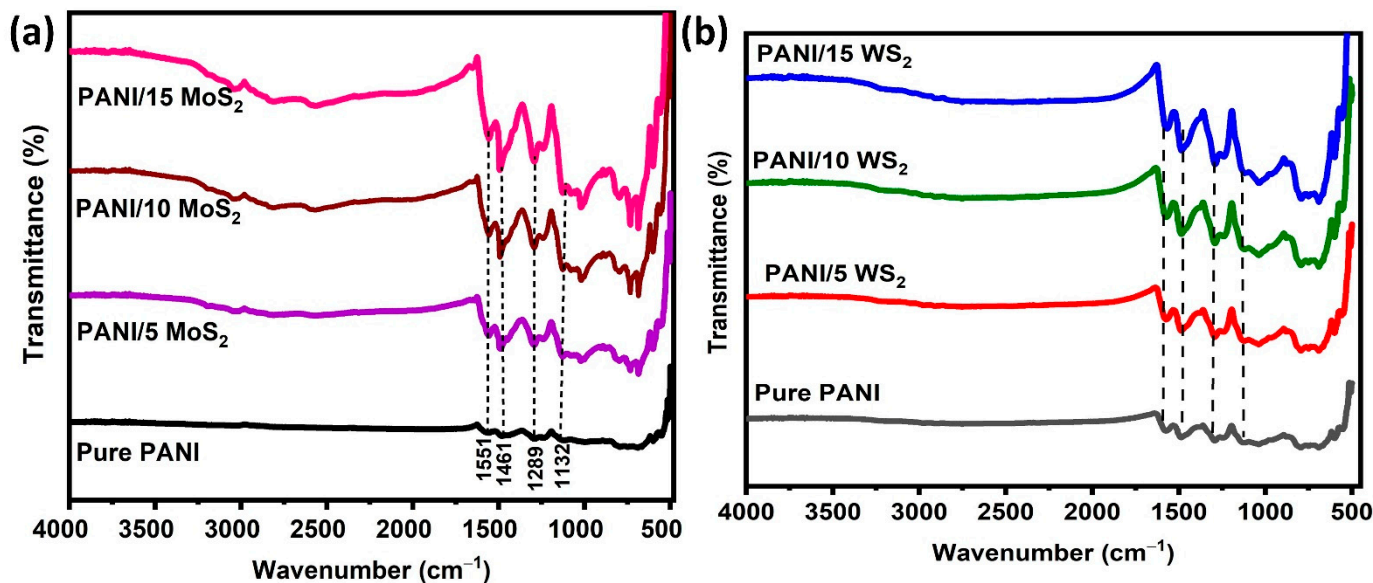 (a)
PANI/15 MoS₂
PANI/10 MoS₂
PANI/5 MoS₂
Pure PANI
1551
1461
1289
1132
Transmittance (%)
4000 3500 3000 2500 2000 1500 1000 500
Wavenumber (cm⁻¹)
(b)
PANI/15 WS₂
PANI/10 WS₂
PANI/5 WS₂
Pure PANI
Transmittance (%)
4000 3500 3000 2500 2000 1500 1000 500
Wavenumber (cm⁻¹)